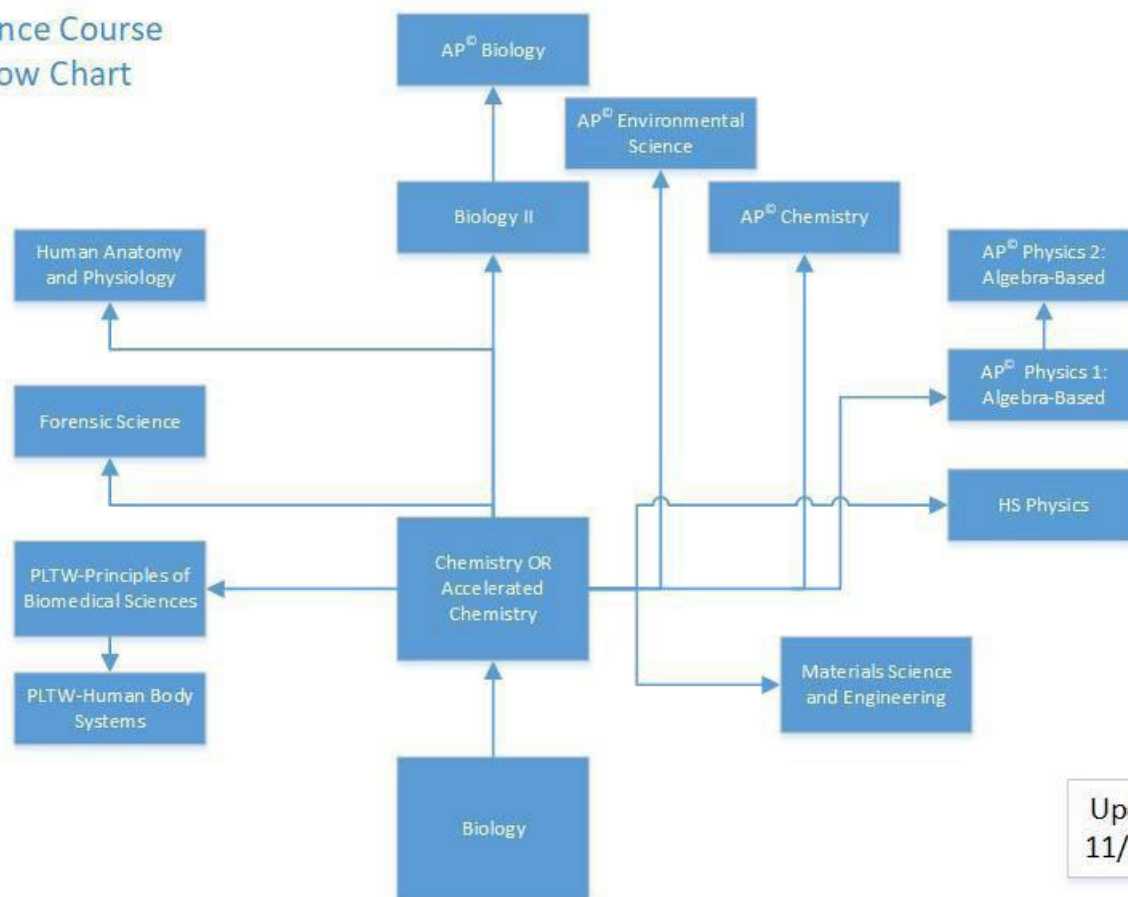 nce Course
ow Chart
AP© Biology
AP© Environmental
Science
Biology II
AP© Chemistry
Human Anatomy
and Physiology
AP© Physics 2:
Algebra-Based
AP© Physics 1:
Algebra-Based
Forensic Science
HS Physics
PLTW-Principles of
Biomedical Sciences
Chemistry OR
Accelerated
Chemistry
PLTW-Human Body
Systems
Materials Science
and Engineering
Biology
Up
11/